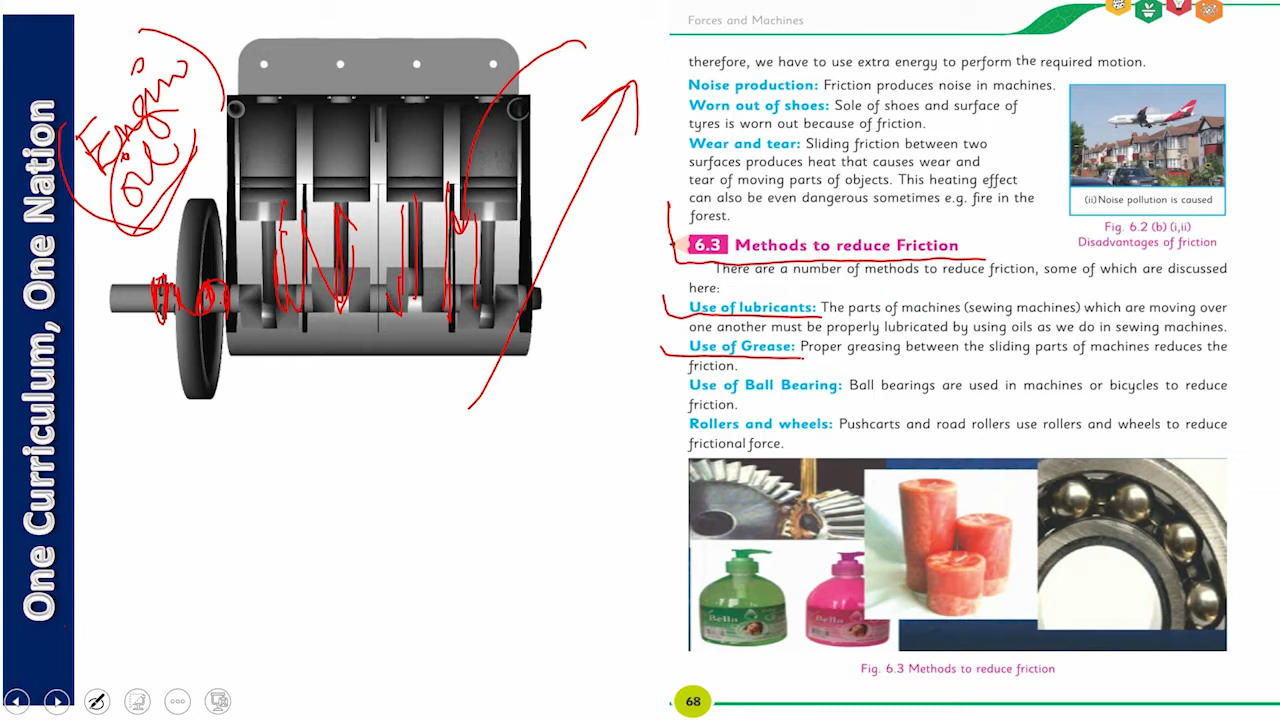 One Curriculum, One Nation
Engin
oil
Forces and Machines
therefore, we have to use extra energy to perform the required motion.
Noise production: Friction produces noise in machines.
Worn out of shoes: Sole of shoes and surface of
tyres is worn out because of friction.
Wear and tear: Sliding friction between two
surfaces produces heat that causes wear and
tear of moving parts of objects. This heating effect
can also be even dangerous sometimes e.g. fire in the
forest.
(ii) Noise pollution is caused
Fig. 6.2 (b) (i,ii)
Disadvantages of friction
6.3 Methods to reduce Friction
There are a number of methods to reduce friction, some of which are discussed
here:
Use of lubricants: The parts of machines (sewing machines) which are moving over
one another must be properly lubricated by using oils as we do in sewing machines.
Use of Grease: Proper greasing between the sliding parts of machines reduces the
friction.
Use of Ball Bearing: Ball bearings are used in machines or bicycles to reduce
friction.
Rollers and wheels: Pushcarts and road rollers use rollers and wheels to reduce
frictional force.
Bella
Bella
Fig. 6.3 Methods to reduce friction
68